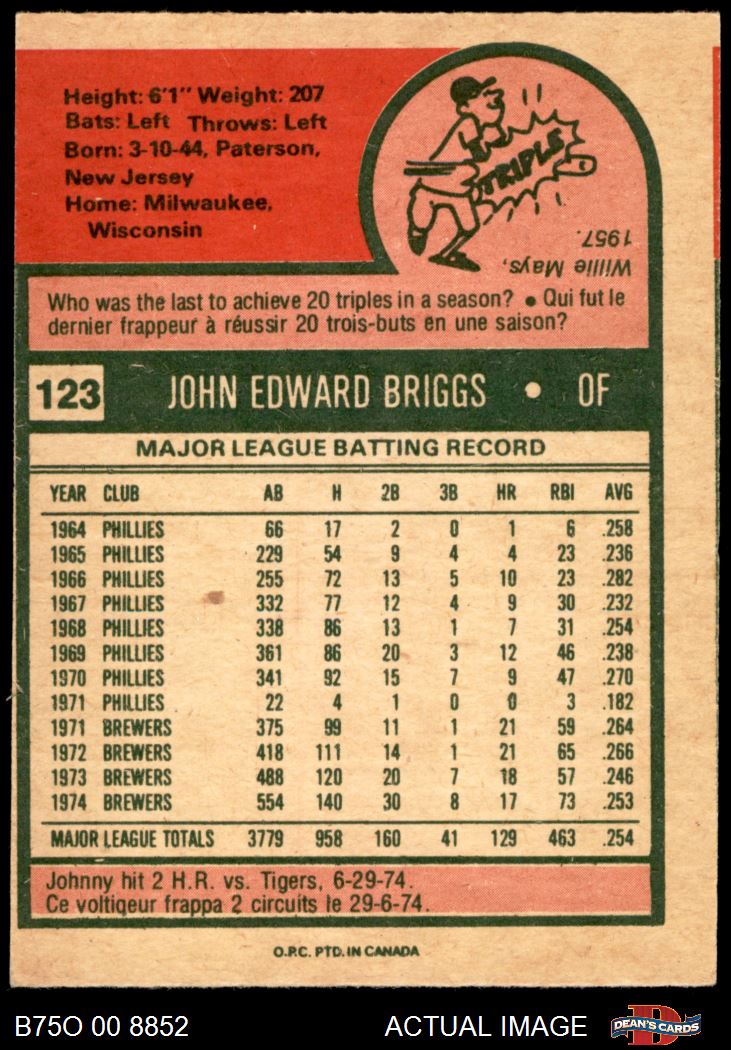 Height: 6'1" Weight: 207
Bats: Left Throws: Left
Born: 3-10-44, Paterson,
New Jersey
Home: Milwaukee,
Wisconsin
TRIPLE
Willie Mays,
1957.
Who was the last to achieve 20 triples in a season? • Qui fut le
dernier frappeur à réussir 20 trois-buts en une saison?
123 JOHN EDWARD BRIGGS • OF
MAJOR LEAGUE BATTING RECORD
YEAR CLUB AB H 2B 3B HR RBI AVG
1964 PHILLIES 66 17 2 0 1 6 .258
1965 PHILLIES 229 54 9 4 4 23 .236
1966 PHILLIES 255 72 13 5 10 23 .282
1967 PHILLIES 332 77 12 4 9 30 .232
1968 PHILLIES 338 86 13 1 7 31 .254
1969 PHILLIES 361 86 20 3 12 46 .238
1970 PHILLIES 341 92 15 7 9 47 .270
1971 PHILLIES 22 4 1 0 0 3 .182
1971 BREWERS 375 99 11 1 21 59 .264
1972 BREWERS 418 111 14 1 21 65 .266
1973 BREWERS 488 120 20 7 18 57 .246
1974 BREWERS 554 140 30 8 17 73 .253
MAJOR LEAGUE TOTALS 3779 958 160 41 129 463 .254
Johnny hit 2 H.R. vs. Tigers, 6-29-74.
Ce voltigeur frappa 2 circuits le 29-6-74.
O.P.C. PTD. IN CANADA
B75O 00 8852 ACTUAL IMAGE
D
DEAN'S CARDS